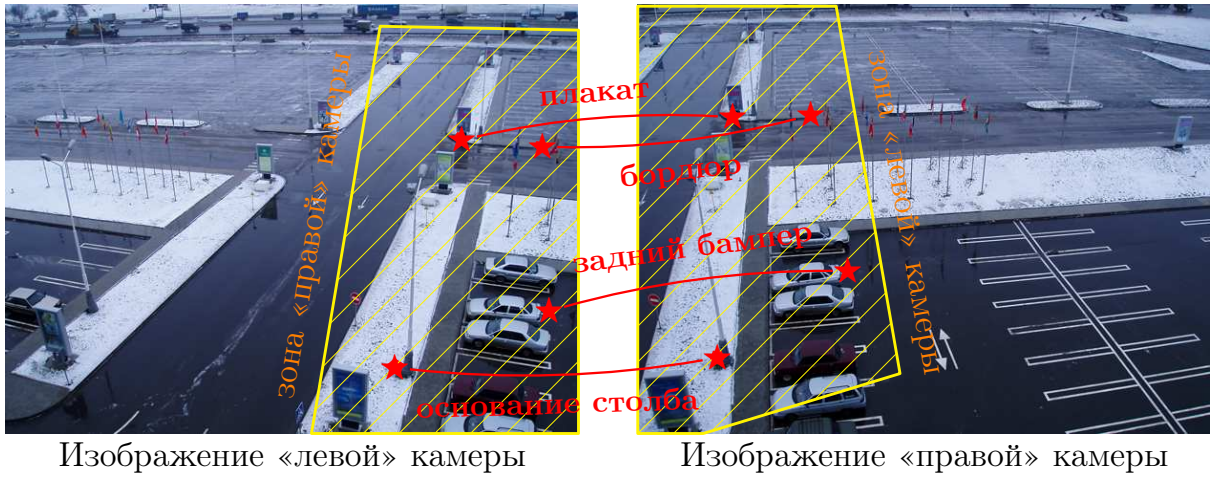 плакат
бордюр
задний бампер
основание столба
зона «правой» камеры
зона «левой» камеры
Изображение «левой» камеры
Изображение «правой» камеры